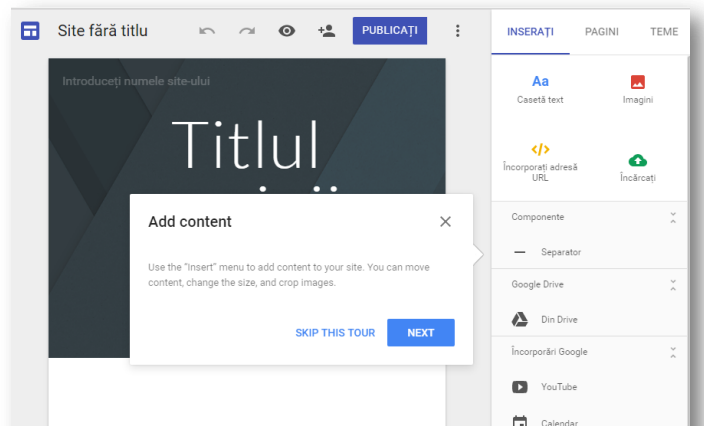 Site fără titlu
PUBLICAȚI
INSERAȚI
PAGINI
TEME
Introduceți numele site-ului
Titlul
Aa
Casetă text
Imagini
Încorporați adresă
URL
Încărcați
Componente
Separator
Google Drive
Din Drive
Încorporări Google
YouTube
Calendar
Add content
Use the "Insert" menu to add content to your site. You can move
content, change the size, and crop images.
SKIP THIS TOUR
NEXT